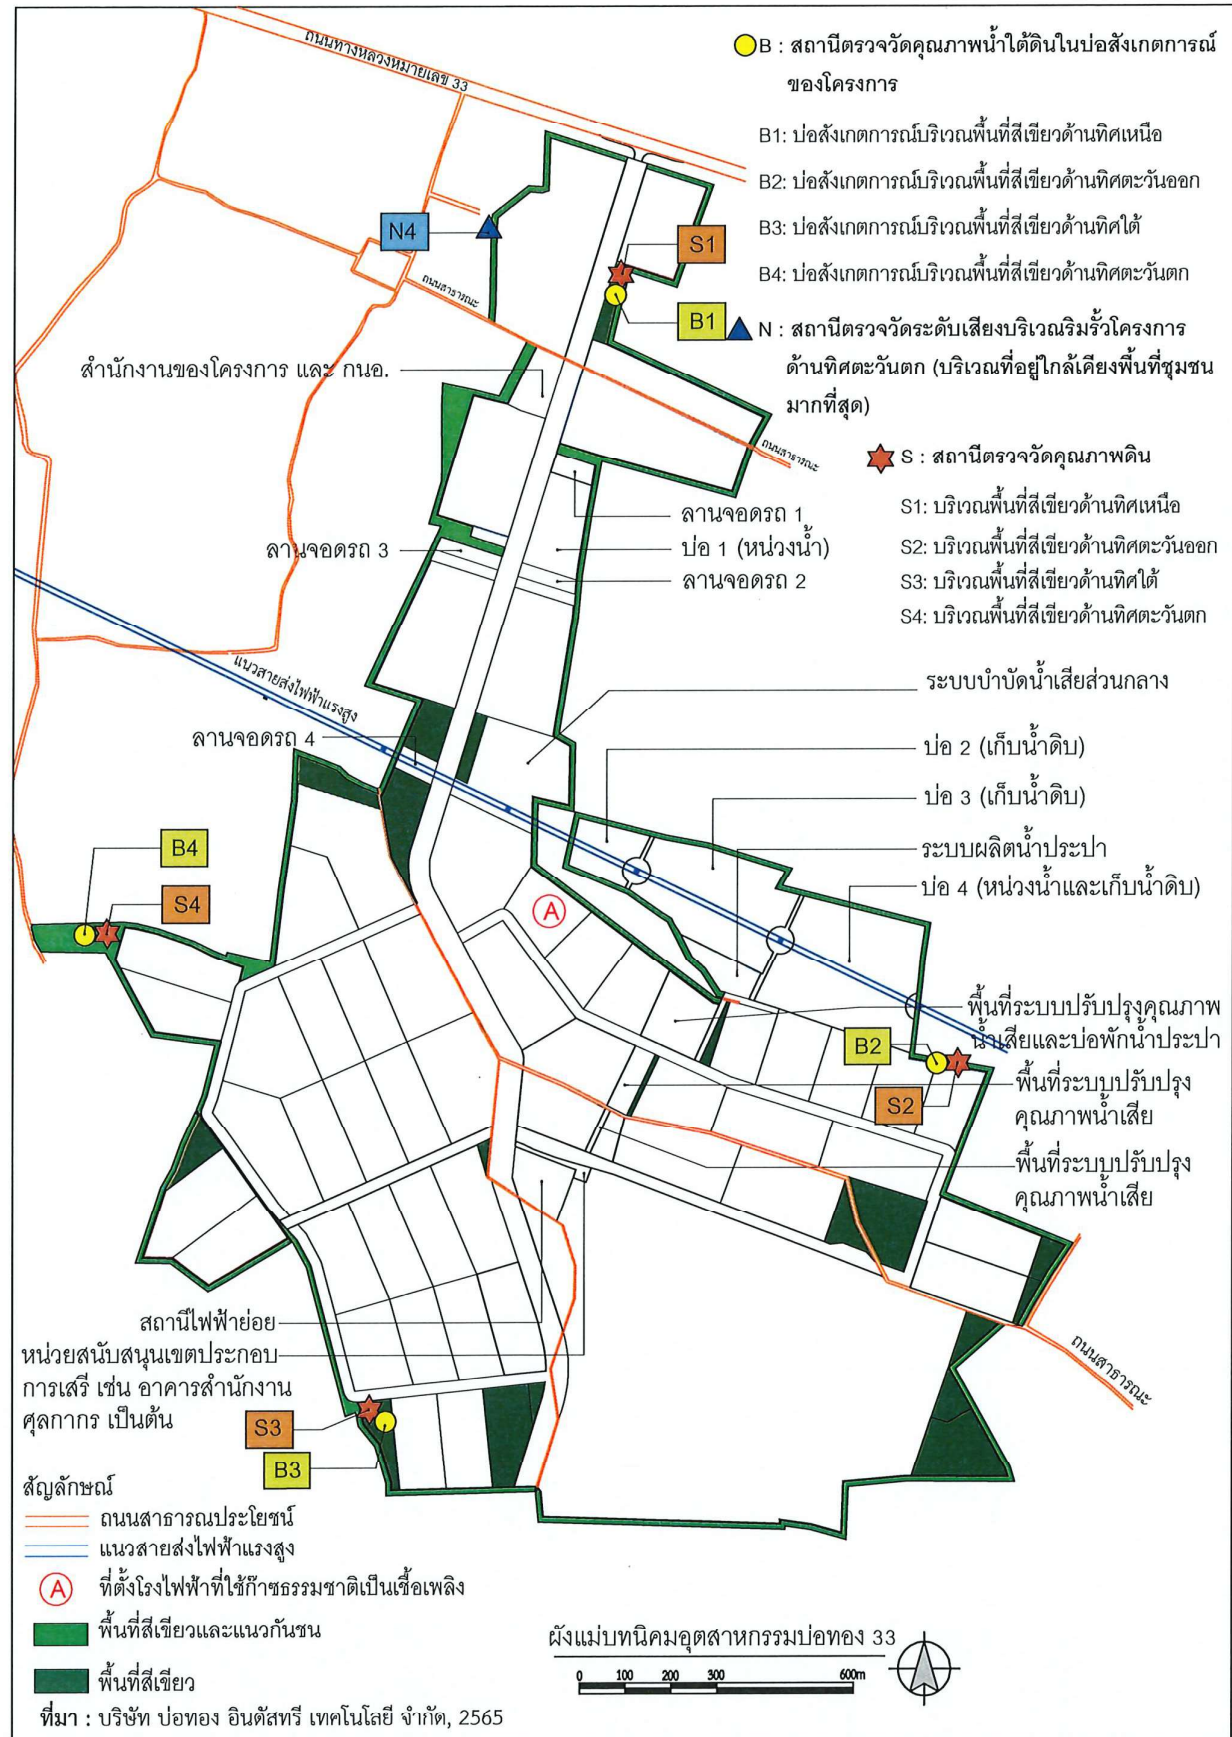 ถนนทางหลวงหมายเลข 33
B : สถานีตรวจวัดคุณภาพน้ำใต้ดินในบ่อสังเกตการณ์
ของโครงการ
B1: บ่อสังเกตการณ์บริเวณพื้นที่สีเขียวด้านทิศเหนือ
B2: บ่อสังเกตการณ์บริเวณพื้นที่สีเขียวด้านทิศตะวันออก
B3: บ่อสังเกตการณ์บริเวณพื้นที่สีเขียวด้านทิศใต้
B4: บ่อสังเกตการณ์บริเวณพื้นที่สีเขียวด้านทิศตะวันตก
N : สถานีตรวจวัดระดับเสียงบริเวณริมรั้วโครงการ
ด้านทิศตะวันตก (บริเวณที่อยู่ใกล้เคียงพื้นที่ชุมชน
มากที่สุด)
S : สถานีตรวจวัดคุณภาพดิน
S1: บริเวณพื้นที่สีเขียวด้านทิศเหนือ
S2: บริเวณพื้นที่สีเขียวด้านทิศตะวันออก
S3: บริเวณพื้นที่สีเขียวด้านทิศใต้
S4: บริเวณพื้นที่สีเขียวด้านทิศตะวันตก
N4
S1
B1
ถนนสาธารณะ
สำนักงานของโครงการ และ กนอ.
ถนนสาธารณะ
ลานจอดรถ 1
บ่อ 1 (หน่วงน้ำ)
ลานจอดรถ 3
ลานจอดรถ 2
แนวสายส่งไฟฟ้าแรงสูง
ระบบบำบัดน้ำเสียส่วนกลาง
ลานจอดรถ 4
บ่อ 2 (เก็บน้ำดิบ)
บ่อ 3 (เก็บน้ำดิบ)
ระบบผลิตน้ำประปา
บ่อ 4 (หน่วงน้ำและเก็บน้ำดิบ)
B4
S4
A
พื้นที่ระบบปรับปรุงคุณภาพ
น้ำเสียและบ่อพักน้ำประปา
B2
S2
พื้นที่ระบบปรับปรุง
คุณภาพน้ำเสีย
พื้นที่ระบบปรับปรุง
คุณภาพน้ำเสีย
สถานีไฟฟ้าย่อย
หน่วยสนับสนุนเขตประกอบ
การเสรี เช่น อาคารสำนักงาน
ศุลกากร เป็นต้น
S3
B3
ถนนสาธารณะ
สัญลักษณ์
ถนนสาธารณประโยชน์
แนวสายส่งไฟฟ้าแรงสูง
A ที่ตั้งโรงไฟฟ้าที่ใช้ก๊าซธรรมชาติเป็นเชื้อเพลิง
พื้นที่สีเขียวและแนวกันชน
พื้นที่สีเขียว
ผังแม่บทนิคมอุตสาหกรรมบ่อทอง 33
0 100 200 300 600m
ที่มา : บริษัท บ่อทอง อินดัสทรี เทคโนโลยี จำกัด, 2565